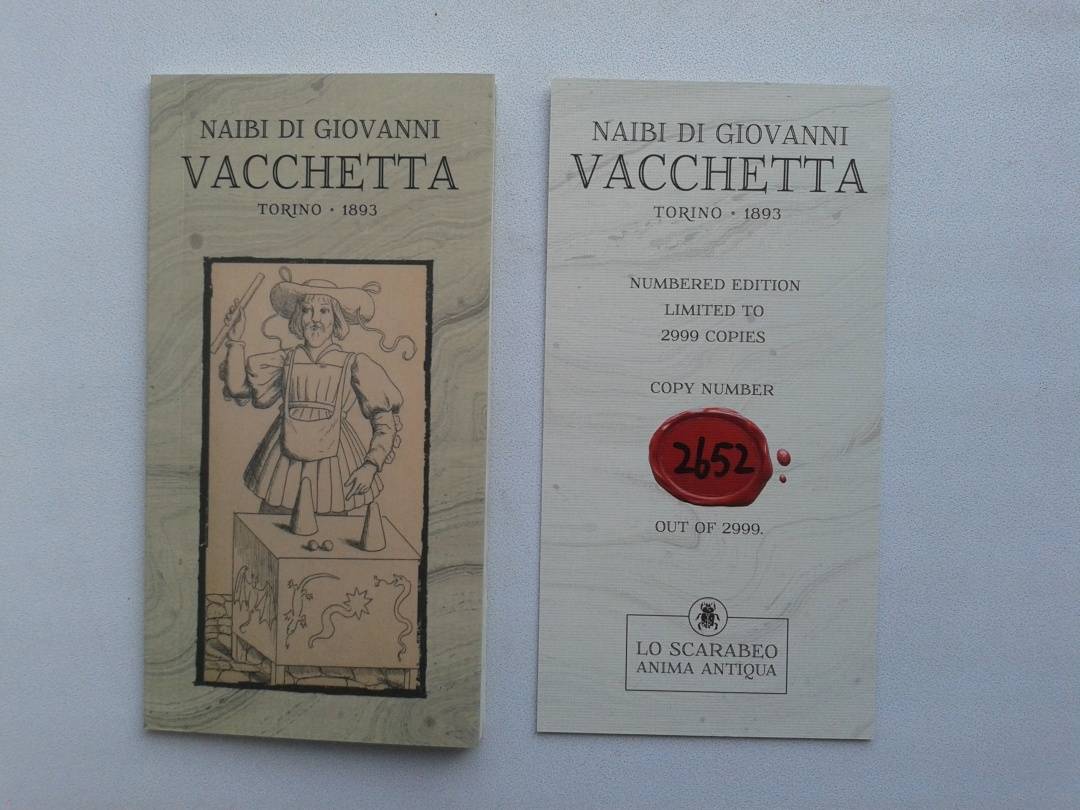 NAIBI DI GIOVANNI
VACCHETTA
TORINO • 1893
NAIBI DI GIOVANNI
VACCHETTA
TORINO • 1893
NUMBERED EDITION
LIMITED TO
2999 COPIES
COPY NUMBER
2652
OUT OF 2999.
LO SCARABEO
ANIMA ANTIQUA